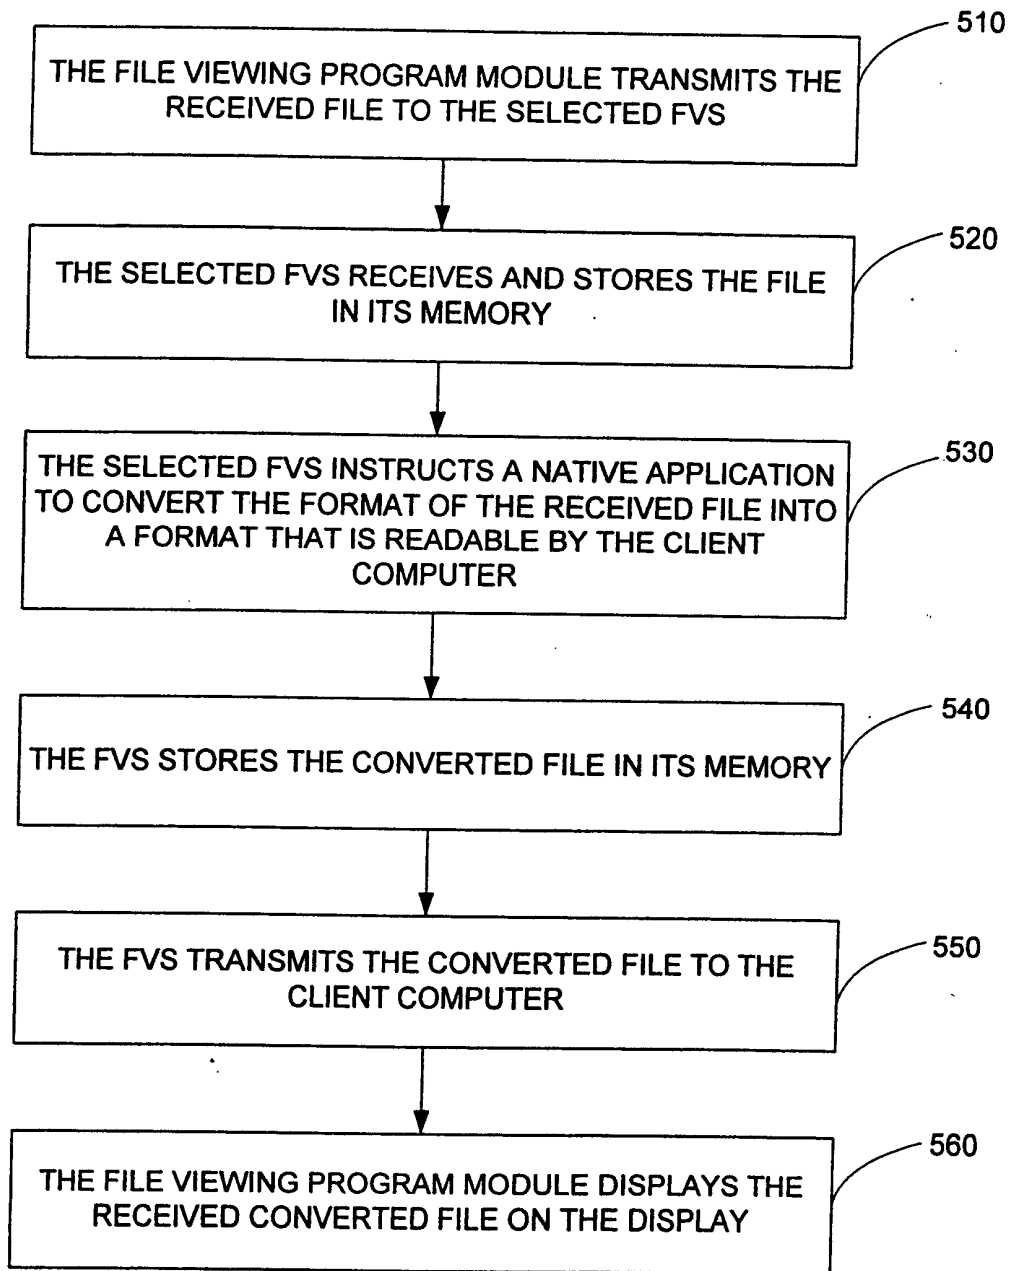 510
THE FILE VIEWING PROGRAM MODULE TRANSMITS THE
RECEIVED FILE TO THE SELECTED FVS
520
THE SELECTED FVS RECEIVES AND STORES THE FILE
IN ITS MEMORY
530
THE SELECTED FVS INSTRUCTS A NATIVE APPLICATION
TO CONVERT THE FORMAT OF THE RECEIVED FILE INTO
A FORMAT THAT IS READABLE BY THE CLIENT
COMPUTER
540
THE FVS STORES THE CONVERTED FILE IN ITS MEMORY
550
THE FVS TRANSMITS THE CONVERTED FILE TO THE
CLIENT COMPUTER
560
THE FILE VIEWING PROGRAM MODULE DISPLAYS THE
RECEIVED CONVERTED FILE ON THE DISPLAY